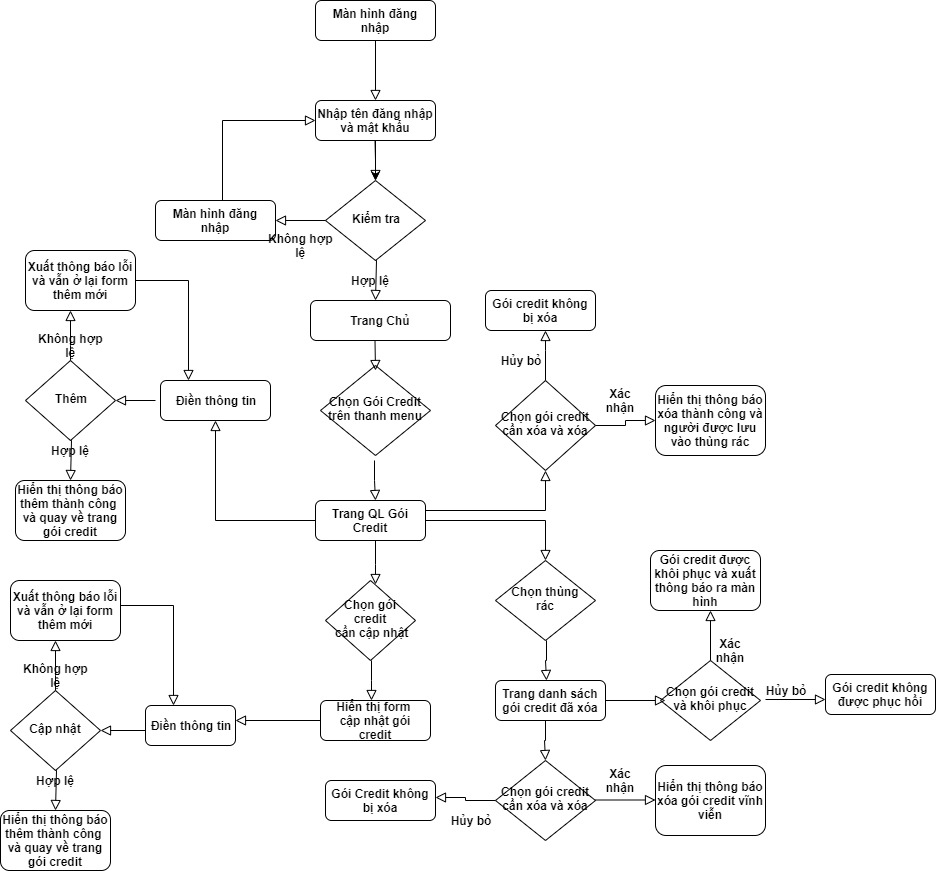 Màn hình đăng
nhập
Nhập tên đăng nhập
và mật khẩu
Kiểm tra
Màn hình đăng
nhập
Không hợp
lệ
Hợp lệ
Xuất thông báo lỗi
và vẫn ở lại form
thêm mới
Không hợp
lệ
Thêm
Điền thông tin
Hợp lệ
Hiển thị thông báo
thêm thành công
và quay về trang
gói credit
Trang Chủ
Chọn Gói Credit
trên thanh menu
Trang QL Gói
Credit
Gói credit không
bị xóa
Hủy bỏ
Chọn gói credit
cần xóa và xóa
Xác
nhận
Hiển thị thông báo
xóa thành công và
người được lưu
vào thùng rác
Chọn gói
credit
cần cập nhật
Chọn thùng
rác
Gói credit được
khôi phục và xuất
thông báo ra màn
hình
Xác
nhận
Xuất thông báo lỗi
và vẫn ở lại form
thêm mới
Không hợp
lệ
Cập nhật
Điền thông tin
Hiển thị form
cập nhật gói
credit
Trang danh sách
gói credit đã xóa
Chọn gói credit
và khôi phục
Hủy bỏ
Gói credit không
được phục hồi
Hợp lệ
Hiển thị thông báo
thêm thành công
và quay về trang
gói credit
Gói Credit không
bị xóa
Hủy bỏ
Chọn gói credit
cần xóa và xóa
Xác
nhận
Hiển thị thông báo
xóa gói credit vĩnh
viễn